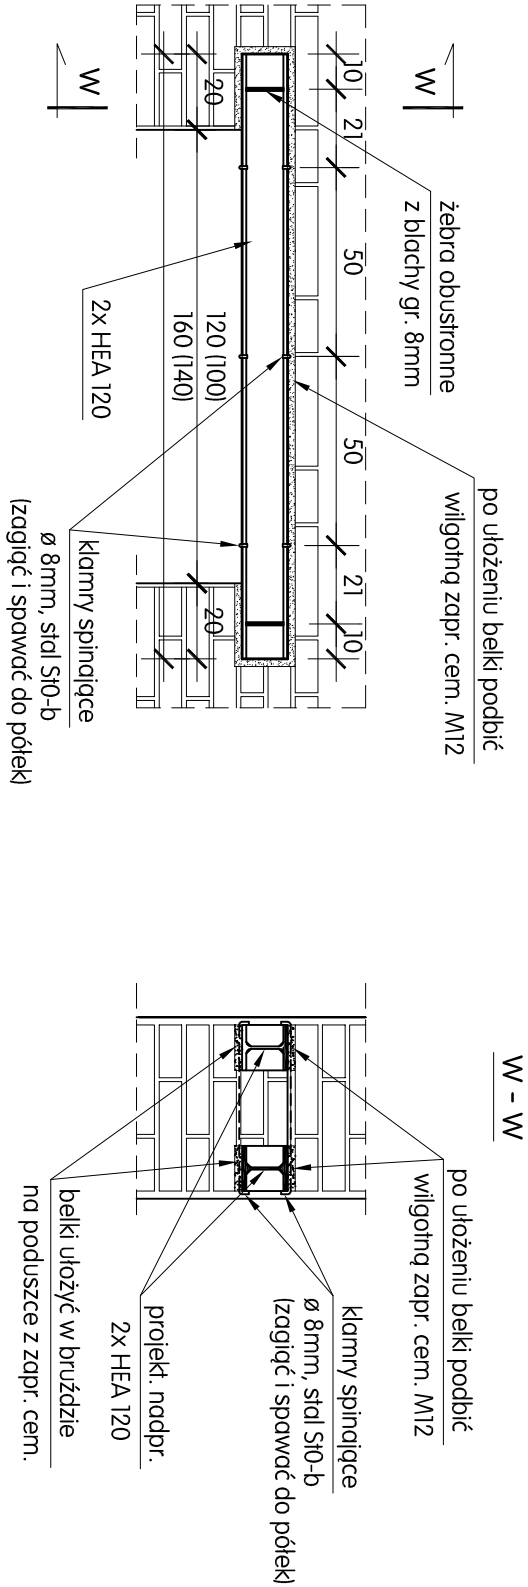 W
W
10
21
50
50
21
10
20
120 (100)
160 (140)
20
żebra obustronne
z blachy gr. 8mm
2x HEA 120
po ułożeniu belki podbić
wilgotną zapr. cem. M12
klamry spinające
ø 8mm, stal St0-b
(zagiąć i spawać do półek)
W - W
po ułożeniu belki podbić
wilgotną zapr. cem. M12
klamry spinające
ø 8mm, stal St0-b
(zagiąć i spawać do półek)
projekt. nadpr.
2x HEA 120
belki ułożyć w bruździe
na poduszce z zapr. cem.